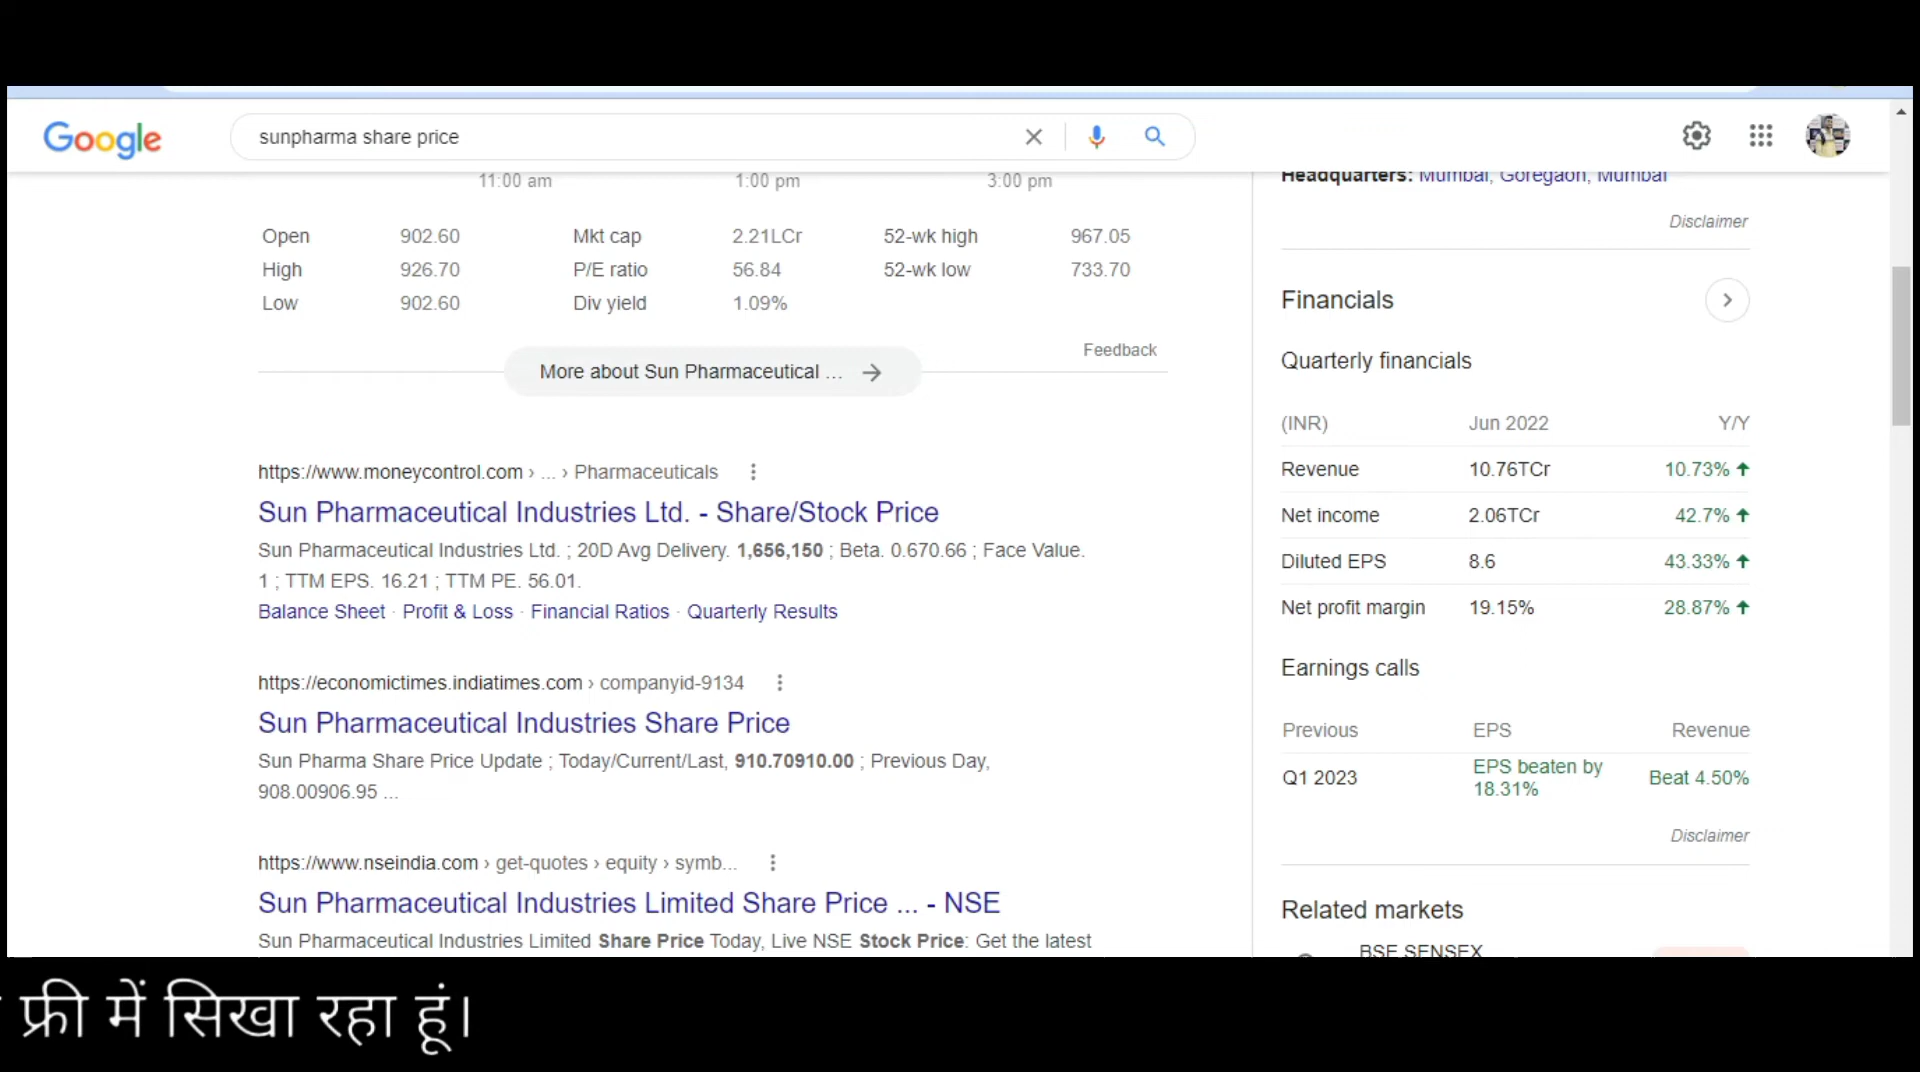 Google
sunpharma share price
11:00 am 1:00 pm 3:00 pm
Open 902.60 Mkt cap 2.21LCr 52-wk high 967.05
High 926.70 P/E ratio 56.84 52-wk low 733.70
Low 902.60 Div yield 1.09%
Feedback
More about Sun Pharmaceutical ...
https://www.moneycontrol.com › ... › Pharmaceuticals
Sun Pharmaceutical Industries Ltd. - Share/Stock Price
Sun Pharmaceutical Industries Ltd. ; 20D Avg Delivery. 1,656,150 ; Beta. 0.670.66 ; Face Value.
1 ; TTM EPS. 16.21 ; TTM PE. 56.01.
Balance Sheet · Profit & Loss · Financial Ratios · Quarterly Results
https://economictimes.indiatimes.com › companyid-9134
Sun Pharmaceutical Industries Share Price
Sun Pharma Share Price Update ; Today/Current/Last, 910.70910.00 ; Previous Day,
908.00906.95 ...
https://www.nseindia.com › get-quotes › equity › symb...
Sun Pharmaceutical Industries Limited Share Price ... - NSE
Sun Pharmaceutical Industries Limited Share Price Today, Live NSE Stock Price: Get the latest
Headquarters: Mumbai, Goregaon, Mumbai
Disclaimer
Financials
Quarterly financials
(INR) Jun 2022 Y/Y
Revenue 10.76TCr 10.73%
Net income 2.06TCr 42.7%
Diluted EPS 8.6 43.33%
Net profit margin 19.15% 28.87%
Earnings calls
Previous EPS Revenue
Q1 2023 EPS beaten by 18.31% Beat 4.50%
Disclaimer
Related markets
BSE SENSEX
फ्री में सिखा रहा हूं।